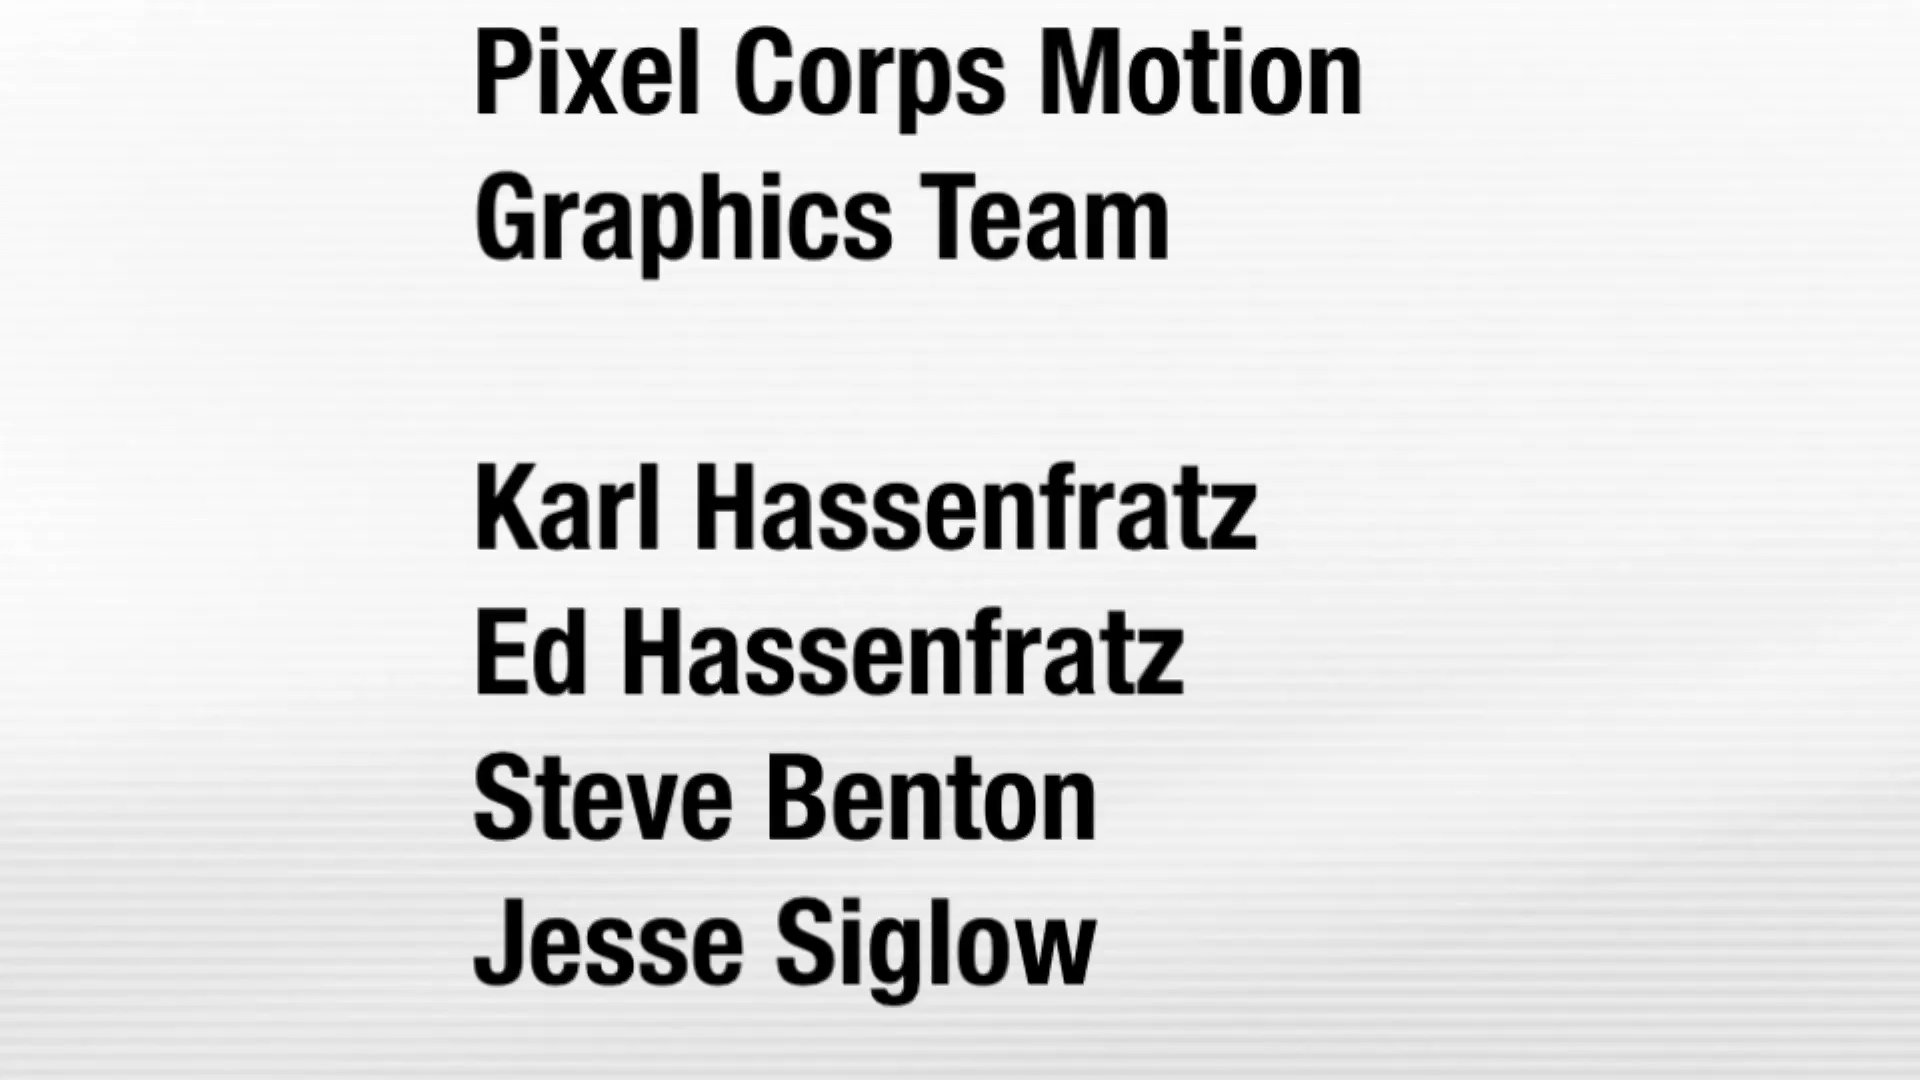 Pixel Corps Motion
Graphics Team
Karl Hassenfratz
Ed Hassenfratz
Steve Benton
Jesse Siglow